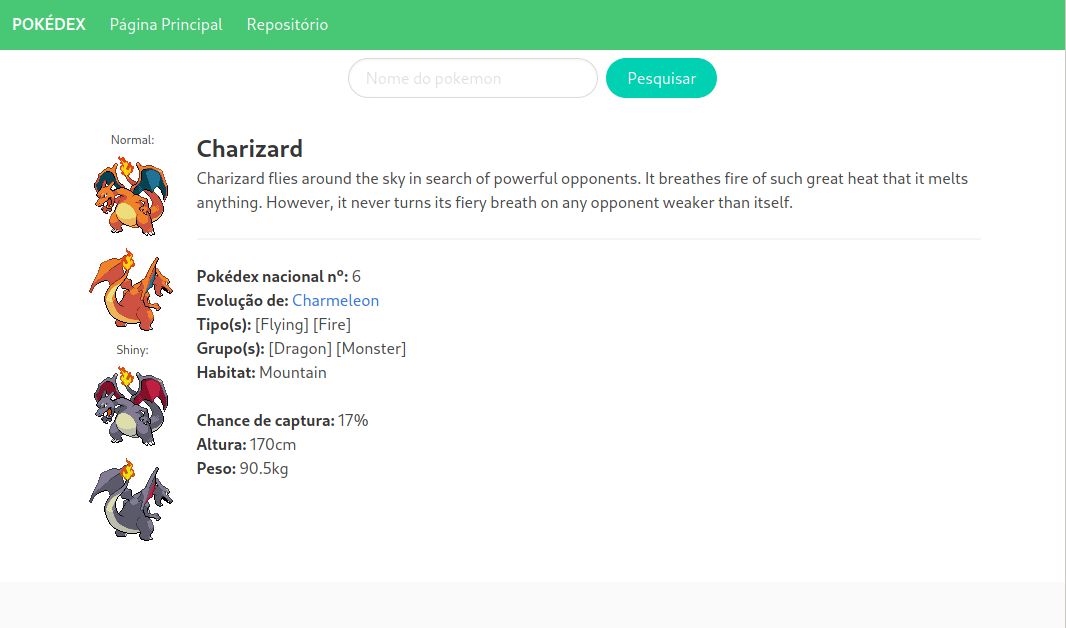 POKÉDEX Página Principal Repositório
Nome do pokemon Pesquisar
Normal:
Shiny:
Charizard
Charizard flies around the sky in search of powerful opponents. It breathes fire of such great heat that it melts
anything. However, it never turns its fiery breath on any opponent weaker than itself.
Pokédex nacional nº: 6
Evolução de: Charmeleon
Tipo(s): [Flying] [Fire]
Grupo(s): [Dragon] [Monster]
Habitat: Mountain
Chance de captura: 17%
Altura: 170cm
Peso: 90.5kg